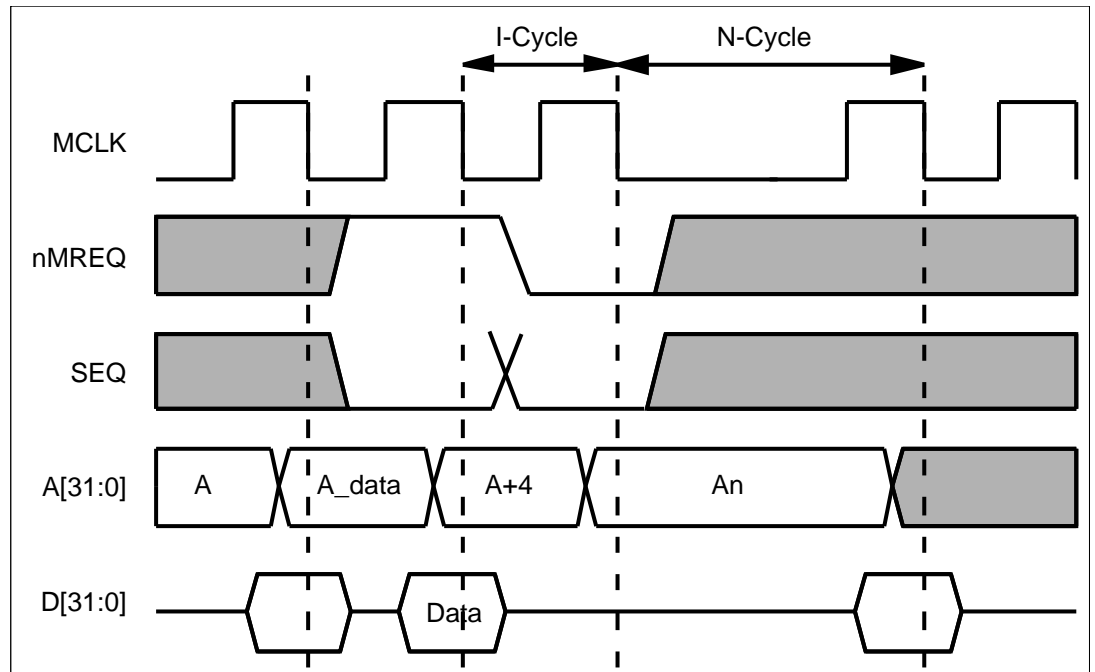 I-Cycle N-Cycle
MCLK
nMREQ
SEQ
A[31:0] A A_data A+4 An
D[31:0] Data